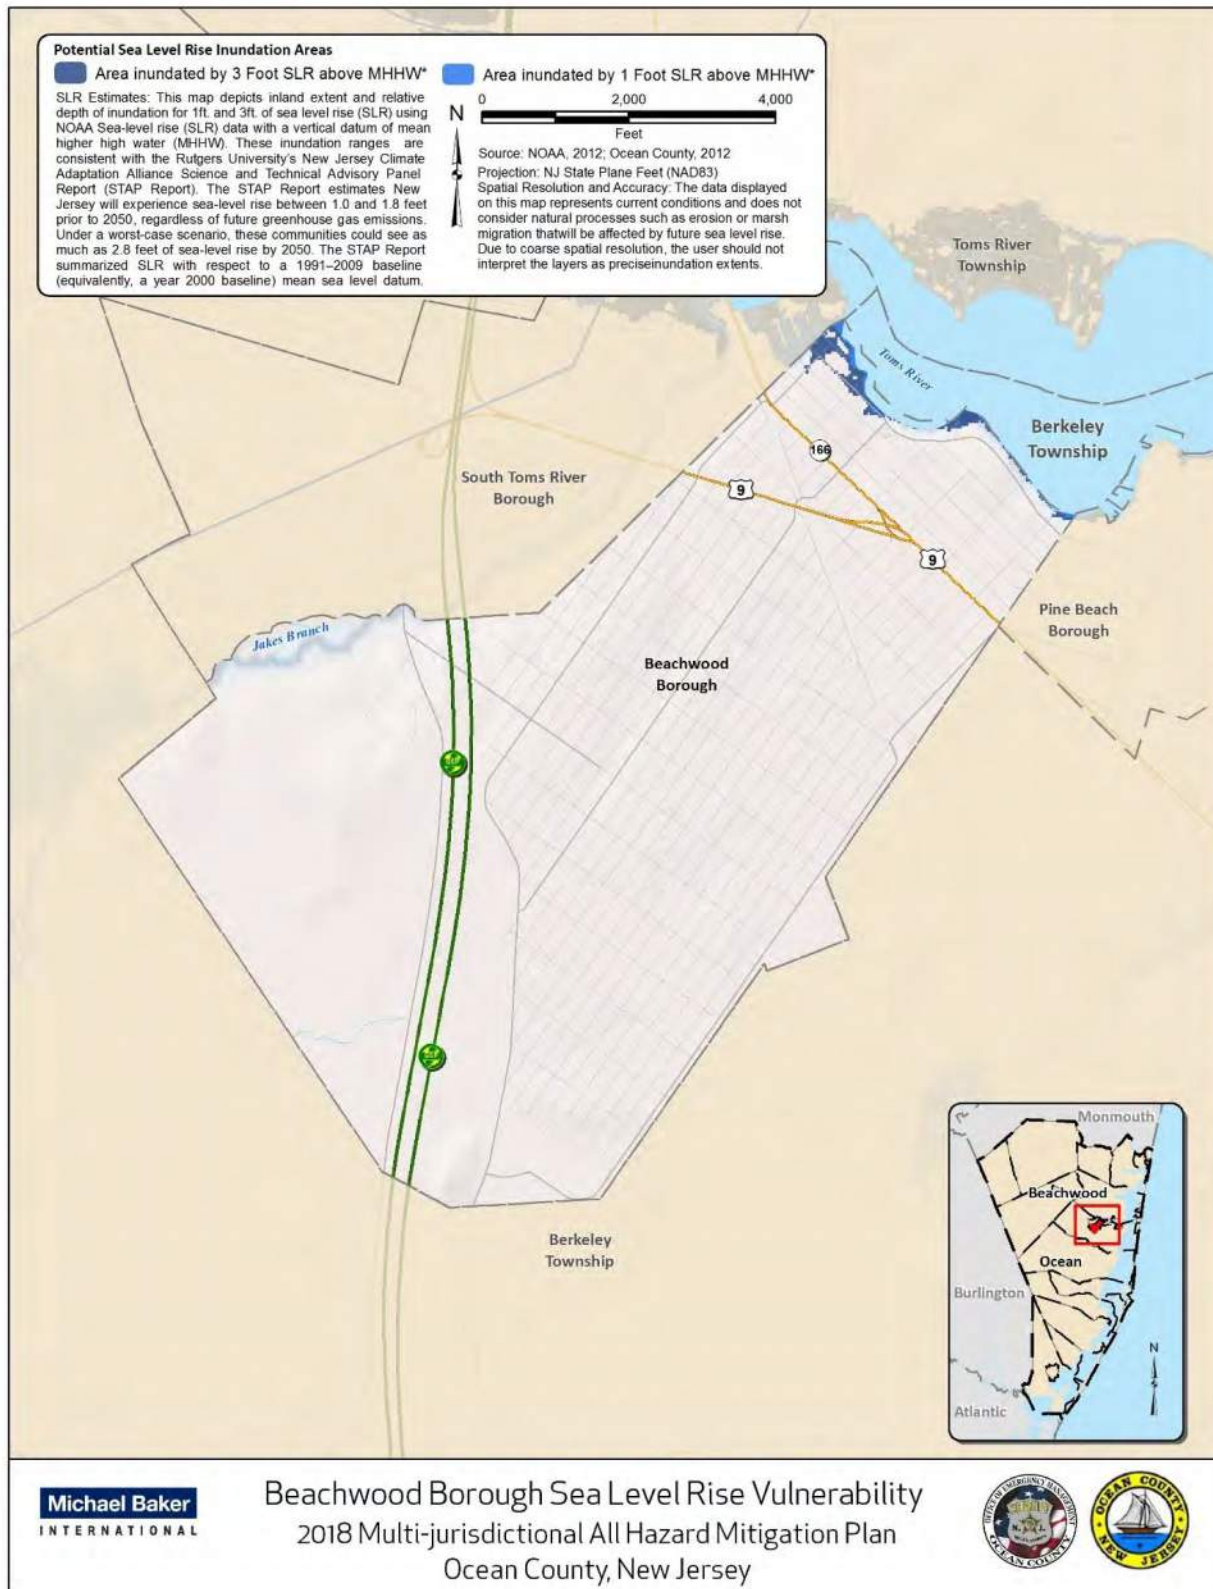 Potential Sea Level Rise Inundation Areas
Area inundated by 3 Foot SLR above MHHW*
Area inundated by 1 Foot SLR above MHHW*
SLR Estimates: This map depicts inland extent and relative
depth of inundation for 1ft. and 3ft. of sea level rise (SLR) using
NOAA Sea-level rise (SLR) data with a vertical datum of mean
higher high water (MHHW). These inundation ranges are
consistent with the Rutgers University's New Jersey Climate
Adaptation Alliance Science and Technical Advisory Panel
Report (STAP Report). The STAP Report estimates New
Jersey will experience sea-level rise between 1.0 and 1.8 feet
prior to 2050, regardless of future greenhouse gas emissions.
Under a worst-case scenario, these communities could see as
much as 2.8 feet of sea-level rise by 2050. The STAP Report
summarized SLR with respect to a 1991–2009 baseline
(equivalently, a year 2000 baseline) mean sea level datum.
N
0 2,000 4,000
Feet
Source: NOAA, 2012; Ocean County, 2012
Projection: NJ State Plane Feet (NAD83)
Spatial Resolution and Accuracy: The data displayed
on this map represents current conditions and does not
consider natural processes such as erosion or marsh
migration thatwill be affected by future sea level rise.
Due to coarse spatial resolution, the user should not
interpret the layers as preciseinundation extents.
Toms River
Township
Toms River
Berkeley
Township
166
South Toms River
Borough
9
9
Pine Beach
Borough
Jakes Branch
Beachwood
Borough
Berkeley
Township
Monmouth
Beachwood
Ocean
Burlington
N
Atlantic
Michael Baker
INTERNATIONAL
Beachwood Borough Sea Level Rise Vulnerability
2018 Multi-jurisdictional All Hazard Mitigation Plan
Ocean County, New Jersey
OFFICE OF EMERGENCY MANAGEMENT
SHERIFF
N. J.
OCEAN COUNTY
OCEAN COUNTY
NEW JERSEY